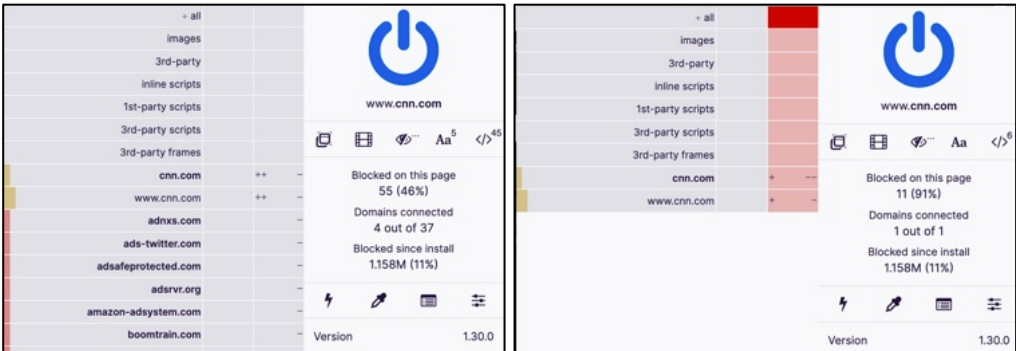 + all
images
3rd-party
inline scripts
1st-party scripts
3rd-party scripts
3rd-party frames
cnn.com ++ –
www.cnn.com ++ –
adnxs.com –
ads-twitter.com –
adsafeprotected.com –
adsrvr.org –
amazon-adsystem.com –
boomtrain.com –
www.cnn.com
Aa 5 </> 45
Blocked on this page
55 (46%)
Domains connected
4 out of 37
Blocked since install
1.158M (11%)
Version 1.30.0
+ all
images
3rd-party
inline scripts
1st-party scripts
3rd-party scripts
3rd-party frames
cnn.com + ––
www.cnn.com + –
www.cnn.com
Aa </> 6
Blocked on this page
11 (91%)
Domains connected
1 out of 1
Blocked since install
1.158M (11%)
Version 1.30.0